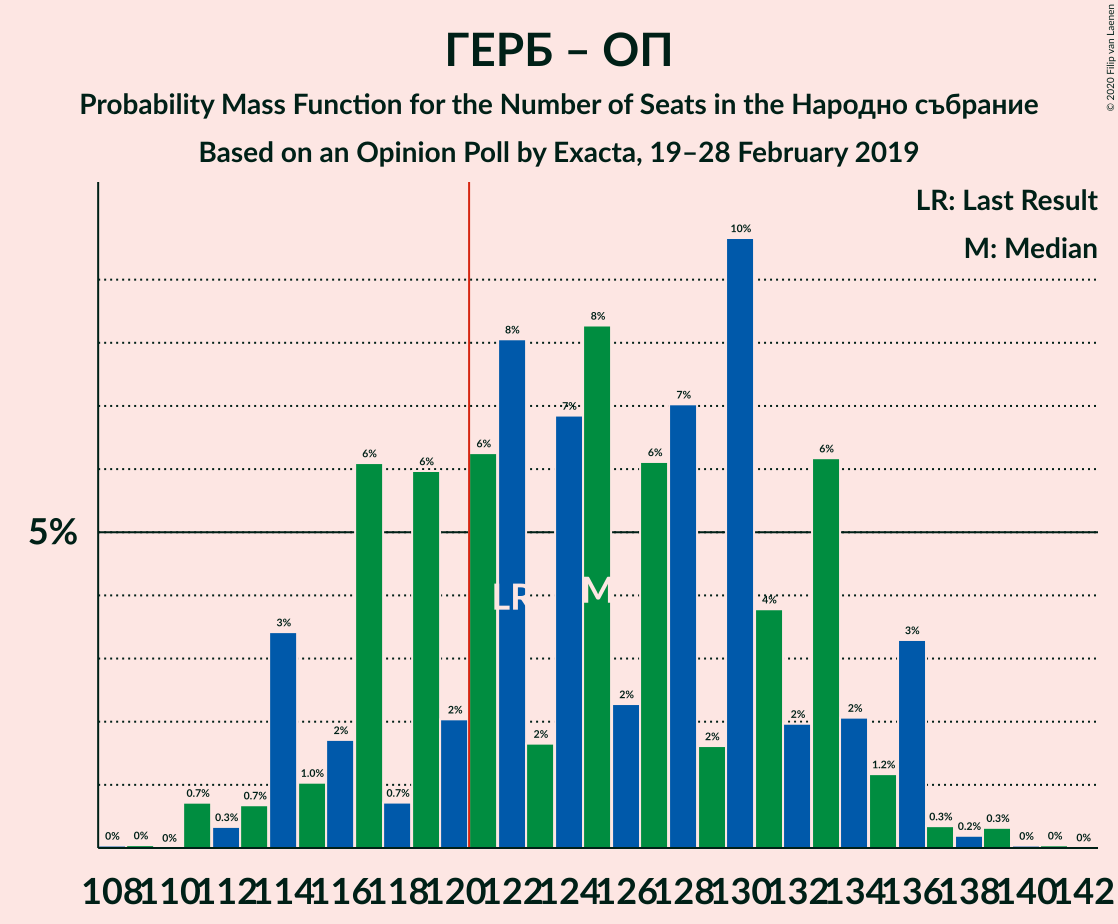 ГЕРБ – ОП
Probability Mass Function for the Number of Seats in the Народно събрание
Based on an Opinion Poll by Exacta, 19–28 February 2019
© 2020 Filip van Laenen
LR: Last Result
M: Median
5%
0% 0% 0% 0.7% 0.3% 0.7% 3% 1.0% 2% 6% 0.7% 6% 2% 6% 8% 2% 7% 8% 2% 6% 7% 2% 10% 4% 2% 6% 2% 1.2% 3% 0.3% 0.2% 0.3% 0% 0% 0%
LR M
108 110 112 114 116 118 120 122 124 126 128 130 132 134 136 138 140 142